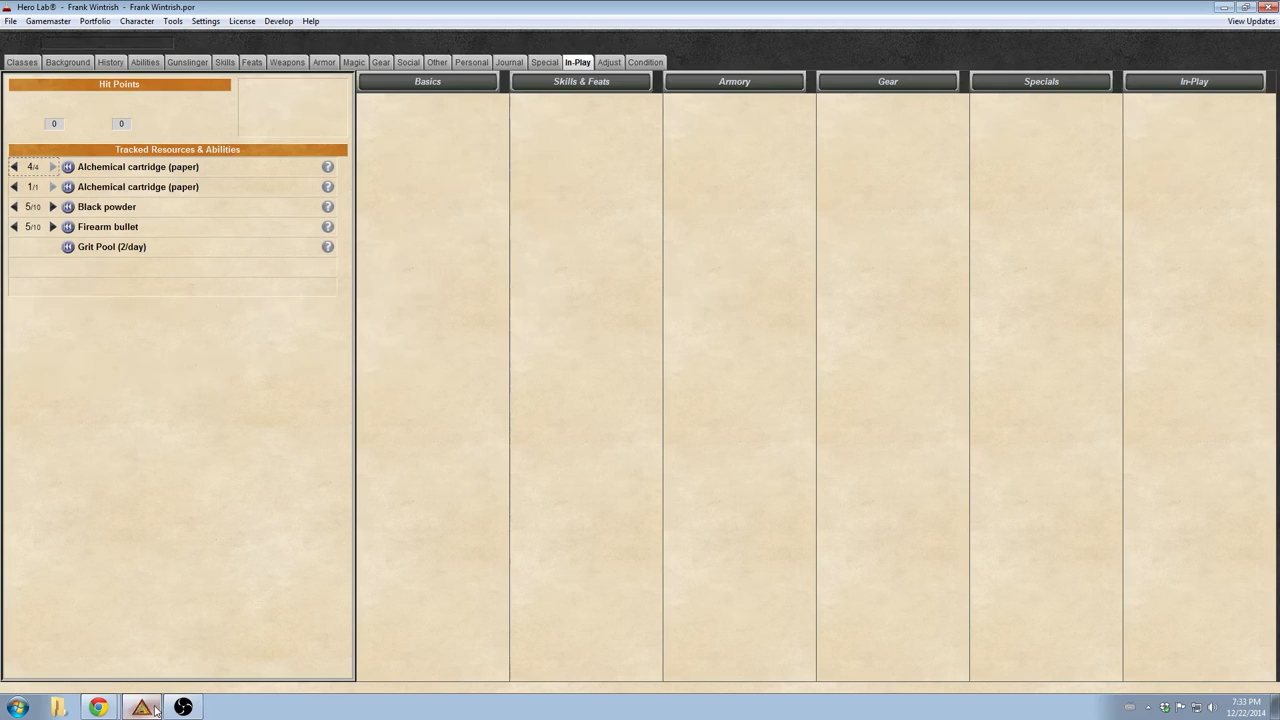 Hero Lab® - Frank Wintrish - Frank Wintrish.por
File Gamemaster Portfolio Character Tools Settings License Develop Help View Updates
Classes Background History Abilities Gunslinger Skills Feats Weapons Armor Magic Gear Social Other Personal Journal Special In-Play Adjust Condition
Hit Points
0 0
Tracked Resources & Abilities
4/4 Alchemical cartridge (paper) ?
1/1 Alchemical cartridge (paper) ?
5/10 Black powder ?
5/10 Firearm bullet ?
Grit Pool (2/day) ?
Basics Skills & Feats Armory Gear Specials In-Play
7:33 PM
12/22/2014